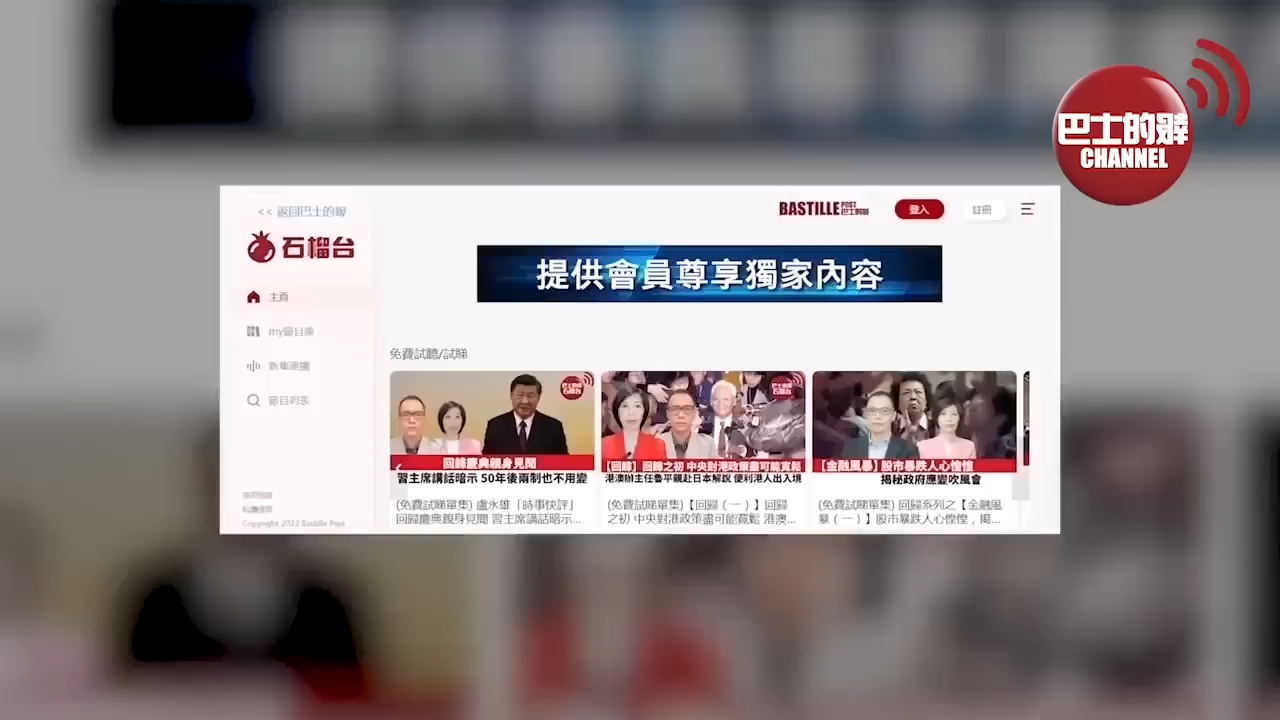 巴士的報
CHANNEL
<< 返回巴士的報
BASTILLE POST 巴士的報
登入
註冊
石榴台
提供會員尊享獨家內容
主頁
my節目庫
新集連播
節目列表
免費試聽/試睇
回歸慶典親身見聞
習主席講話暗示 50年後兩制也不用變
(免費試睇單集) 盧永雄「時事快評」
回歸慶典親身見聞 習主席講話暗示...
【回歸】回歸之初 中央對港政策盡可能寬鬆
港澳辦主任魯平親赴日本解說 便利港人出入境
(免費試睇單集)【回歸（一）】回歸
之初 中央對港政策盡可能寬鬆 港澳...
【金融風暴】股市暴跌人心惶惶
揭秘政府應變吹風會
(免費試睇單集) 回歸系列之【金融風
暴（一）】股市暴跌人心惶惶，揭...
Copyright 2022 Bastille Post